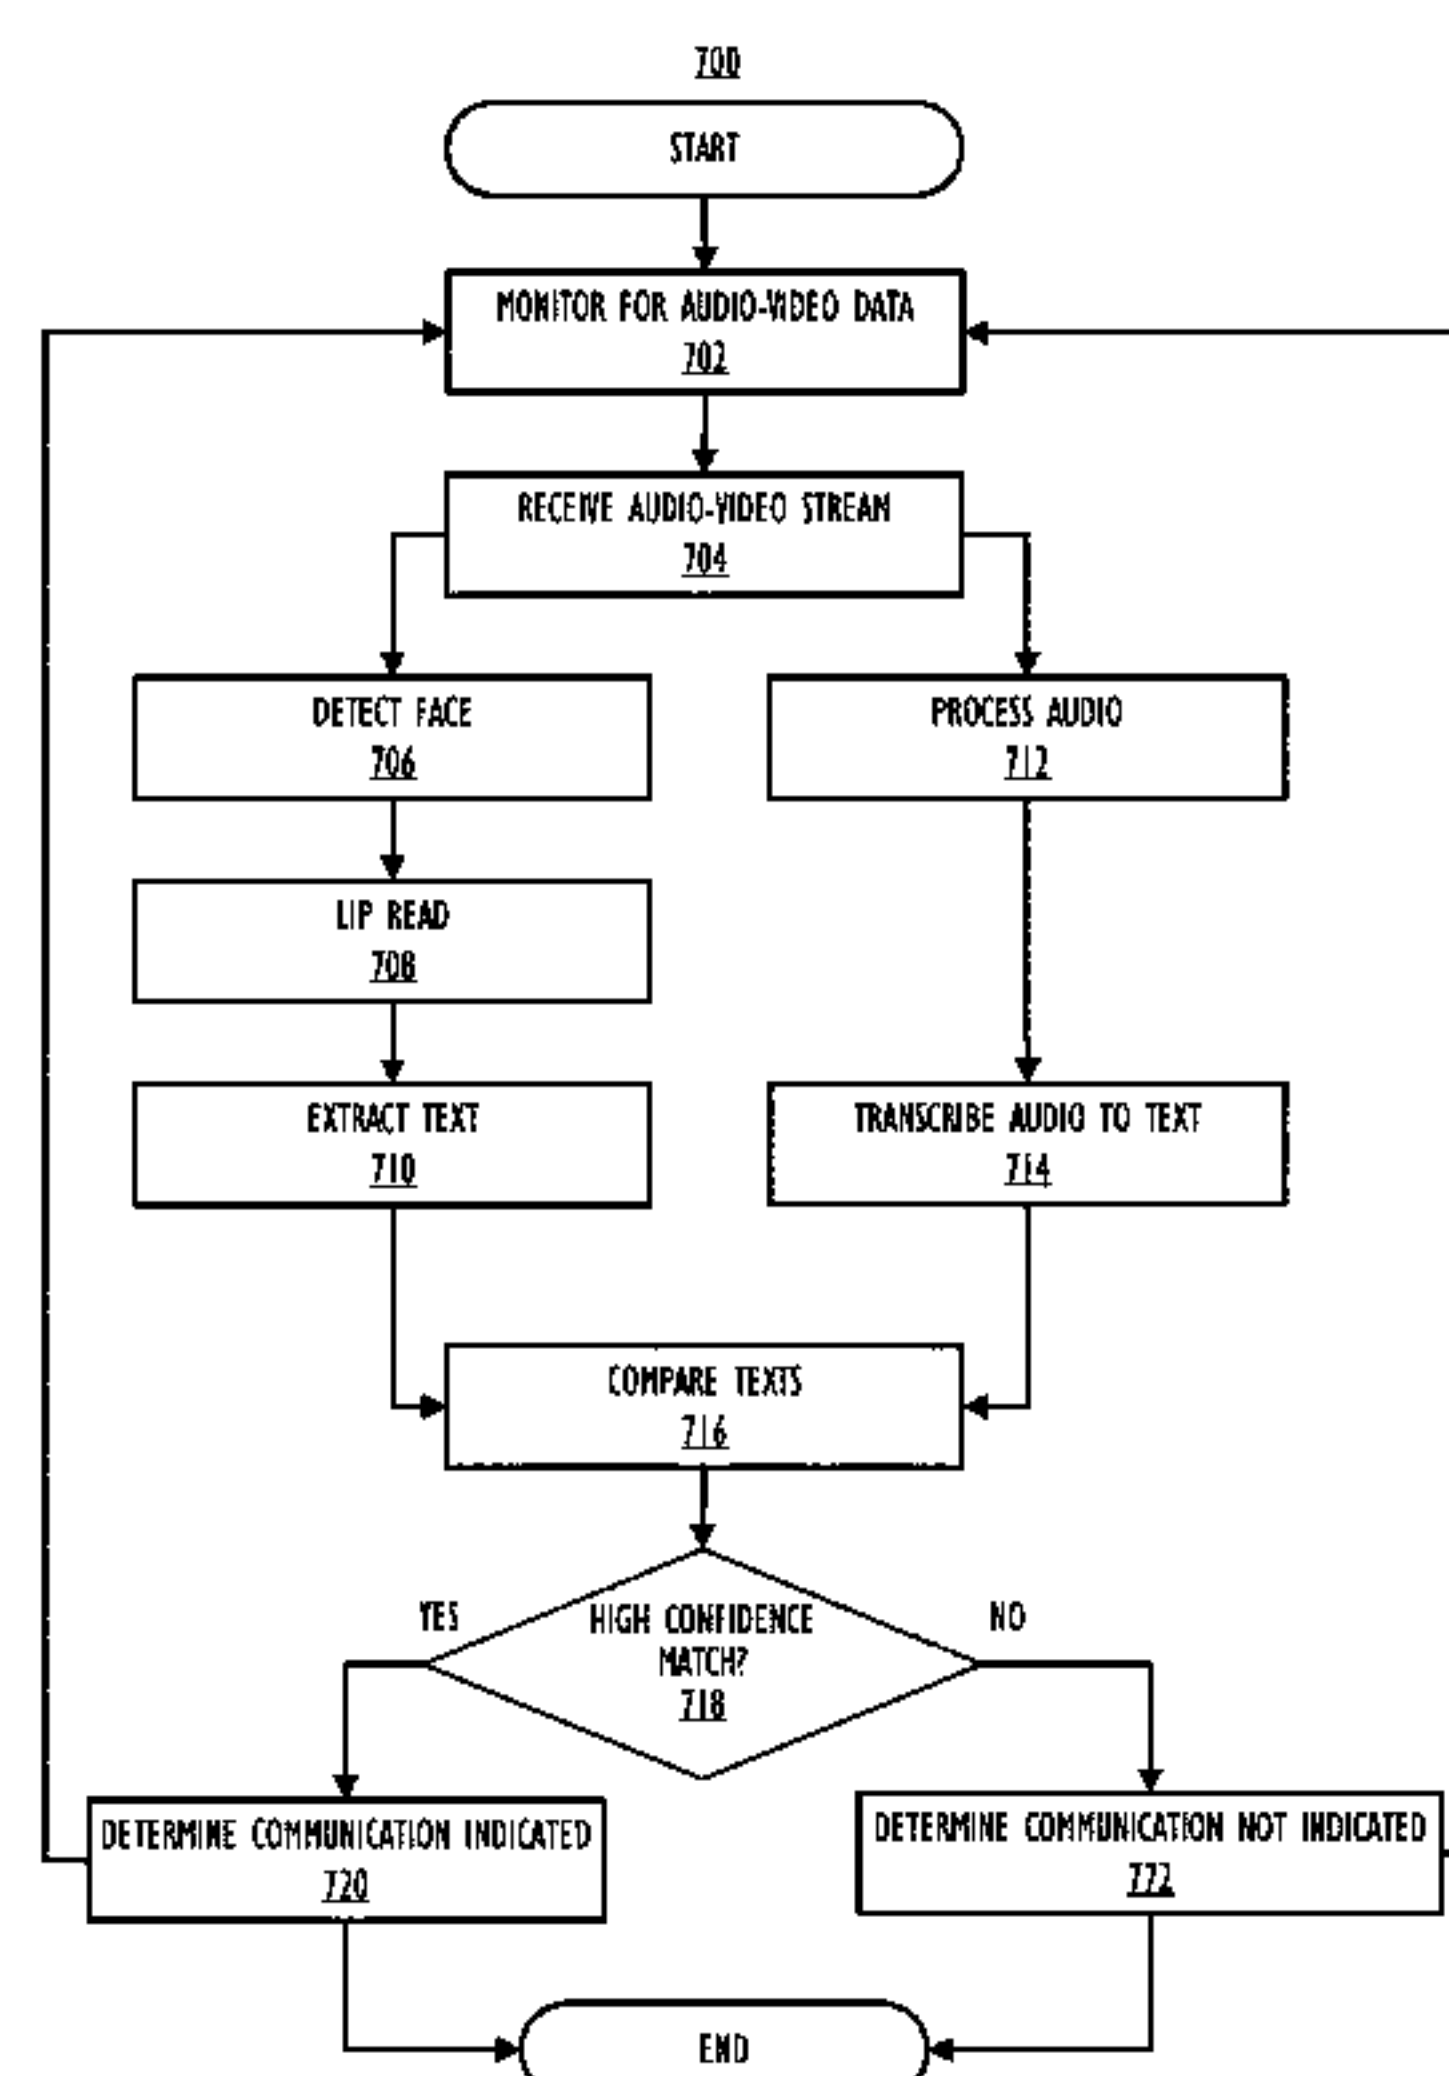 700
START
MONITOR FOR AUDIO-VIDEO DATA
702
RECEIVE AUDIO-VIDEO STREAM
704
DETECT FACE
706
PROCESS AUDIO
712
LIP READ
708
EXTRACT TEXT
710
TRANSCRIBE AUDIO TO TEXT
714
COMPARE TEXTS
716
YES
HIGH CONFIDENCE
MATCH?
718
NO
DETERMINE COMMUNICATION INDICATED
720
DETERMINE COMMUNICATION NOT INDICATED
722
END